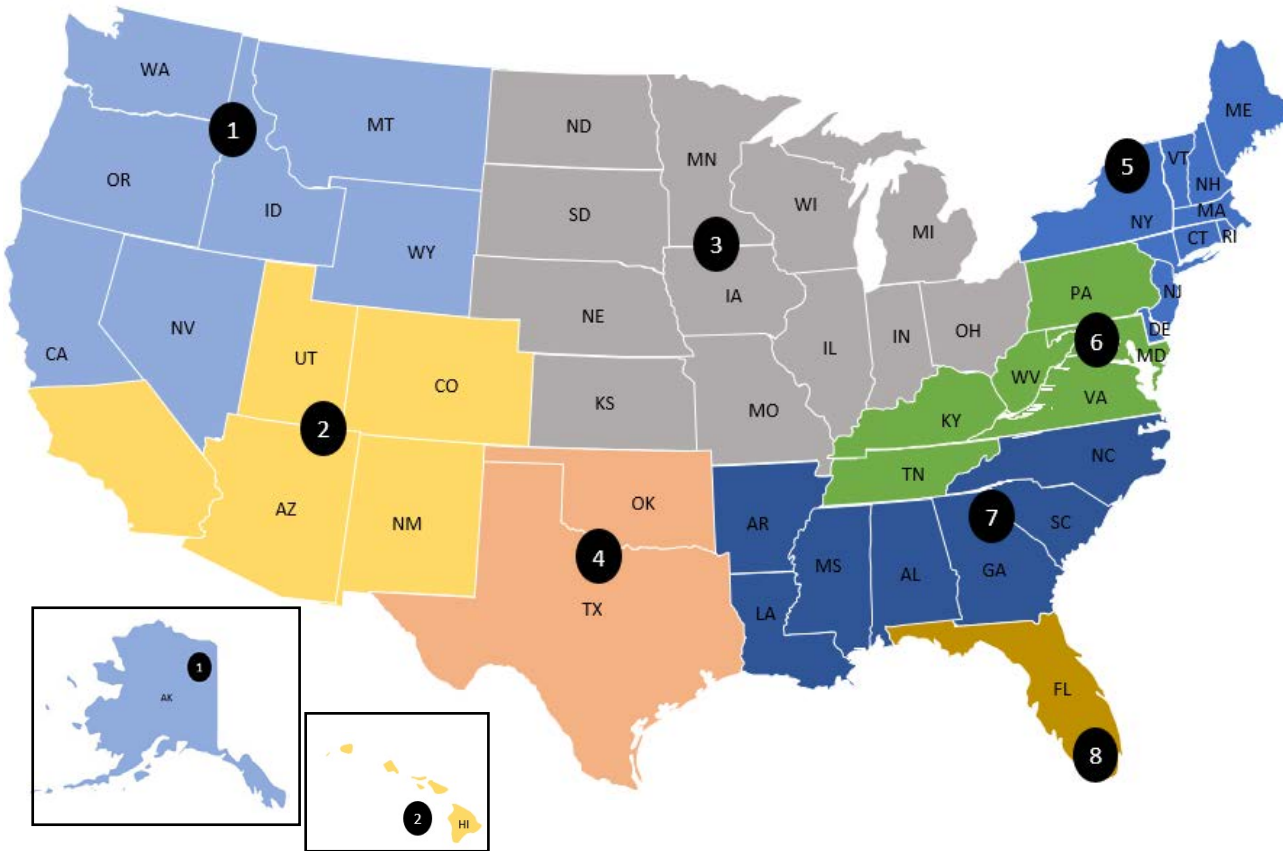 WA
MT
ND
MN
ME
1
5
VT
OR
ID
SD
WI
NH
MA
NY
WY
3
MI
CT
RI
IA
PA
NJ
NV
NE
OH
DE
CA
UT
IL
IN
6
MD
CO
WV
VA
KS
MO
KY
2
NC
TN
AZ
NM
OK
AR
7
SC
4
MS
AL
GA
TX
LA
1
AK
FL
8
2
HI